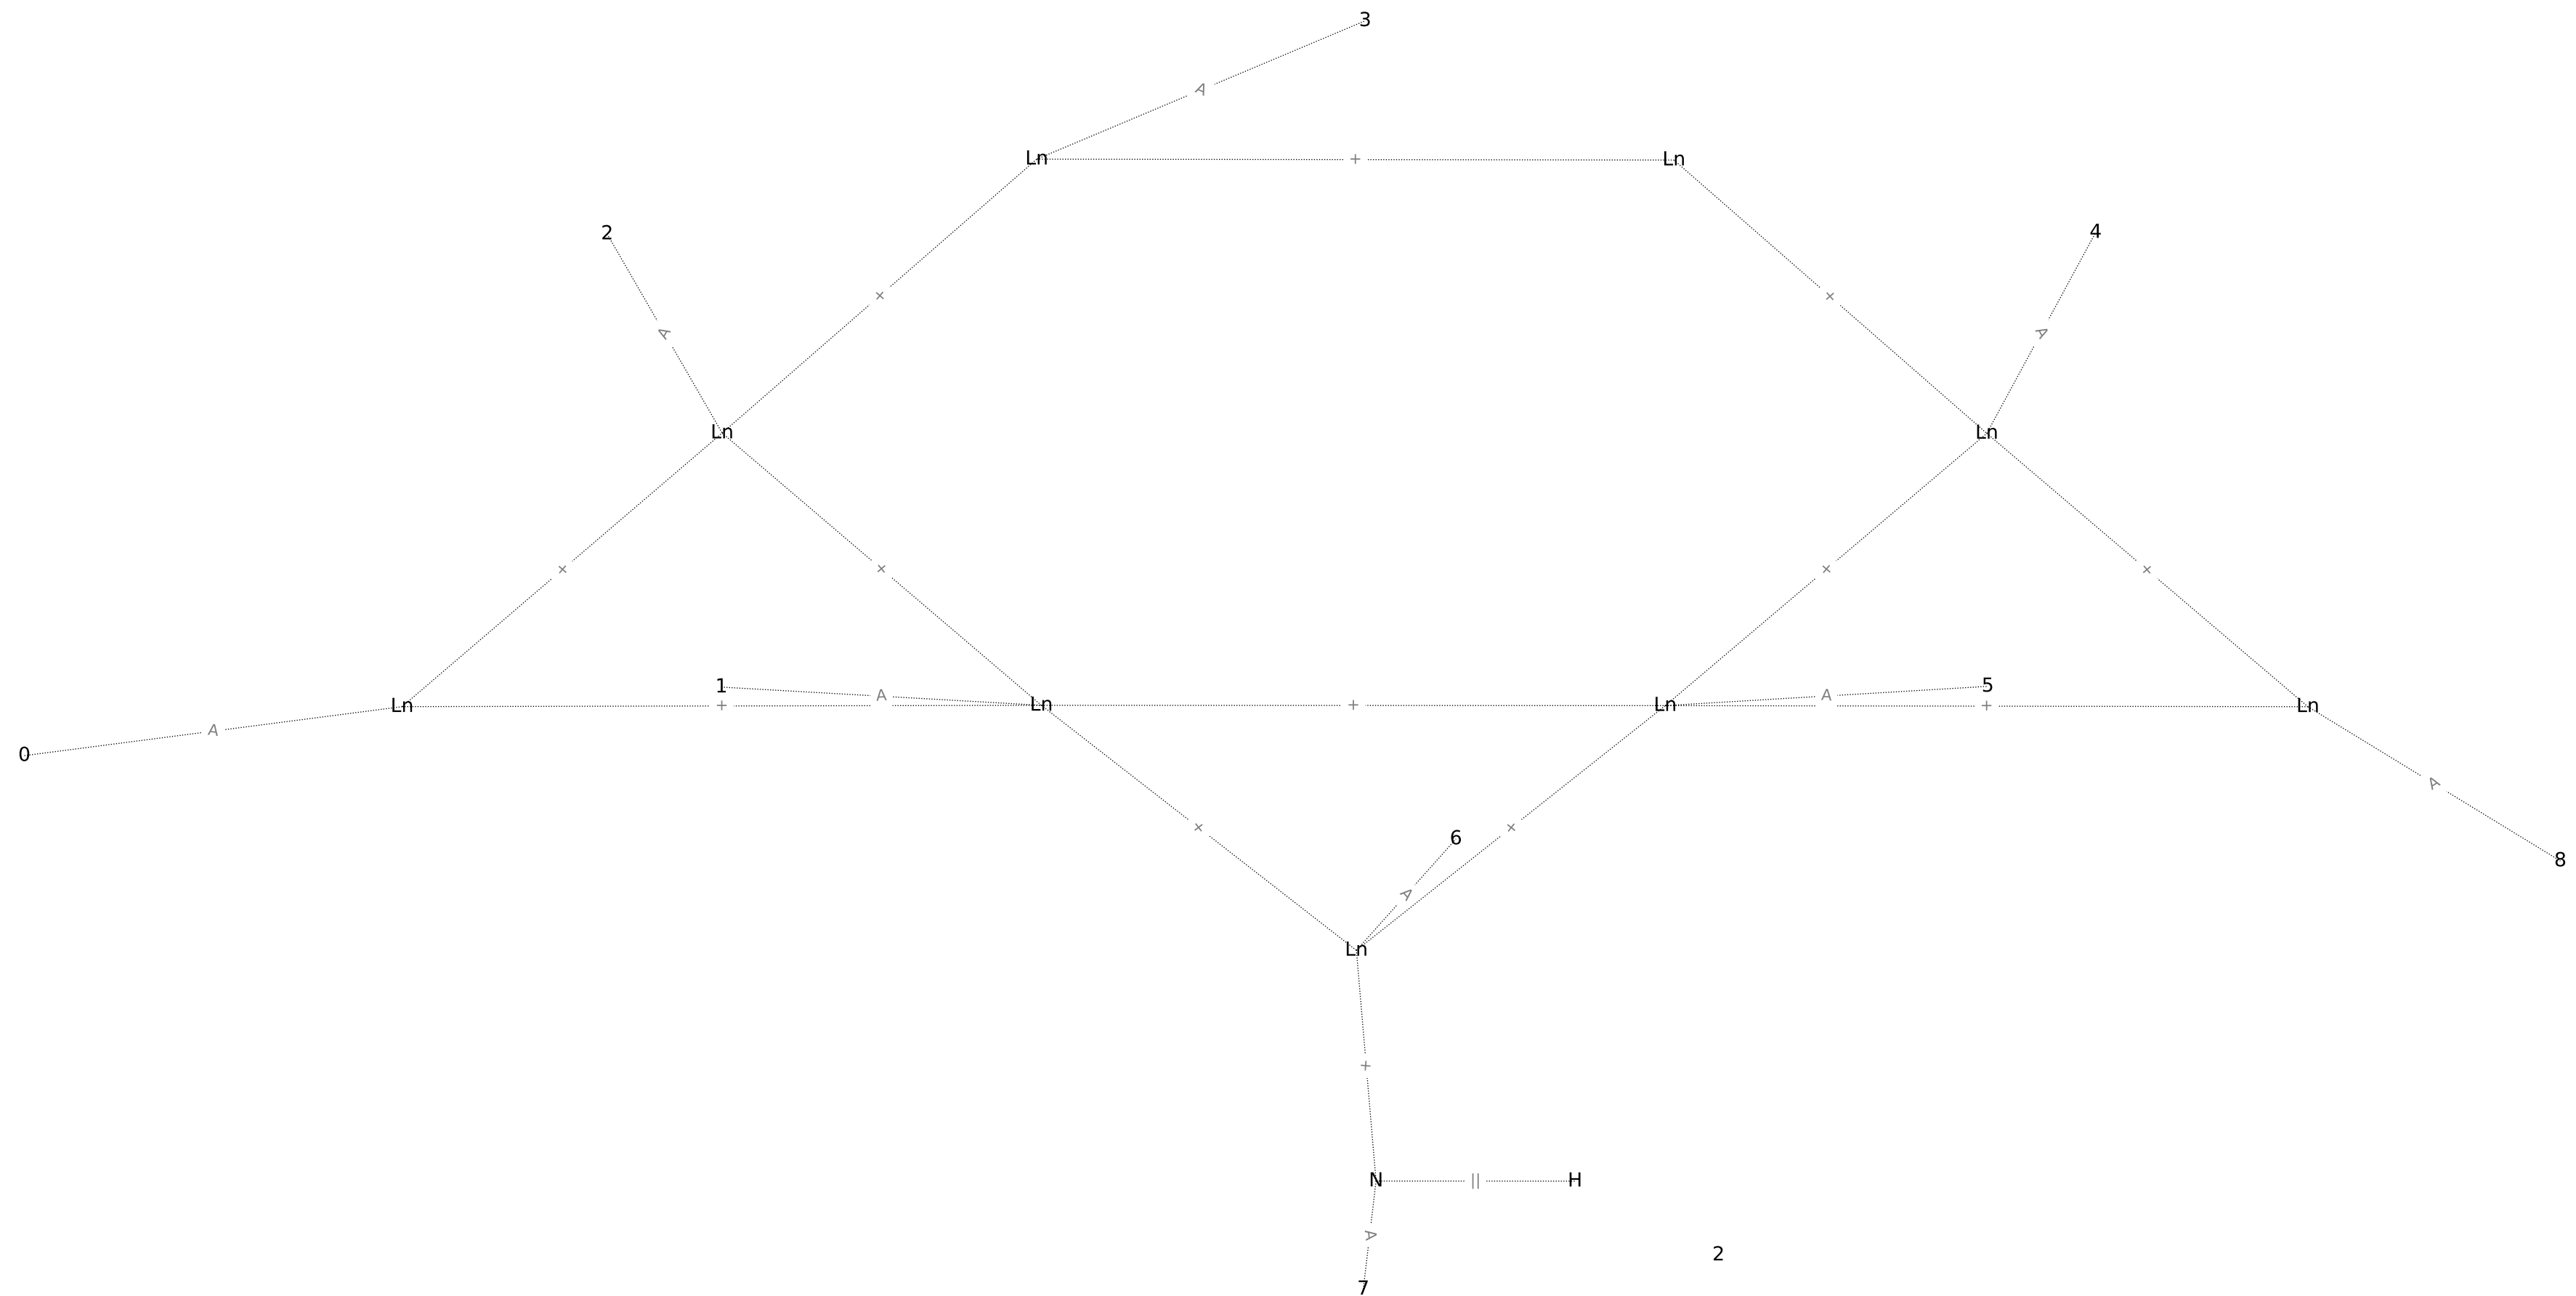 3
A
Ln + Ln
2 4
× ×
A A
Ln Ln
× × × ×
1 A A 5
Ln + Ln + Ln + Ln
A
0
A
× ×
6
8
A
Ln
+
N || H
A
2
7